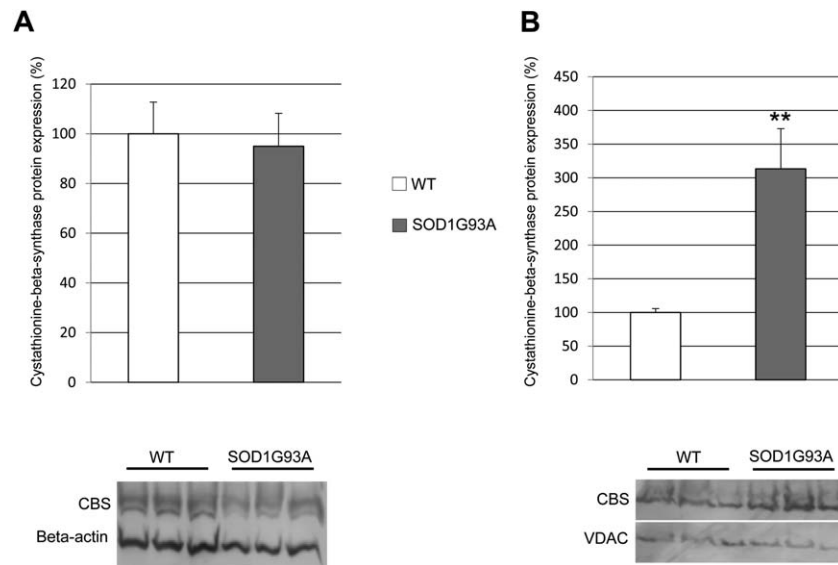 A
Cystathionine-beta-synthase protein expression (%)
120
100
80
60
40
20
0
WT
SOD1G93A
B
Cystathionine-beta-synthase protein expression (%)
450
400
350
300
250
200
150
100
50
0
**
WT SOD1G93A
CBS
Beta-actin
WT SOD1G93A
CBS
VDAC